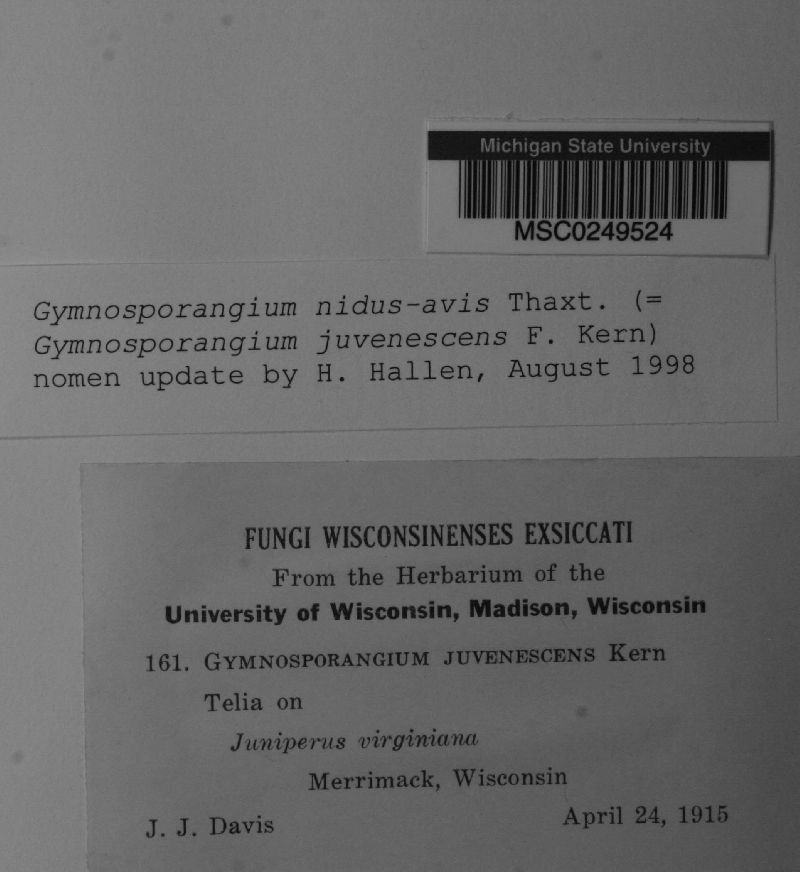 Michigan State University
MSC0249524
Gymnosporangium nidus-avis Thaxt. (=
Gymnosporangium juvenescens F. Kern)
nomen update by H. Hallen, August 1998
FUNGI WISCONSINENSES EXSICCATI
From the Herbarium of the
University of Wisconsin, Madison, Wisconsin
161. GYMNOSPORANGIUM JUVENESCENS Kern
Telia on
Juniperus virginiana
Merrimack, Wisconsin
J. J. Davis April 24, 1915